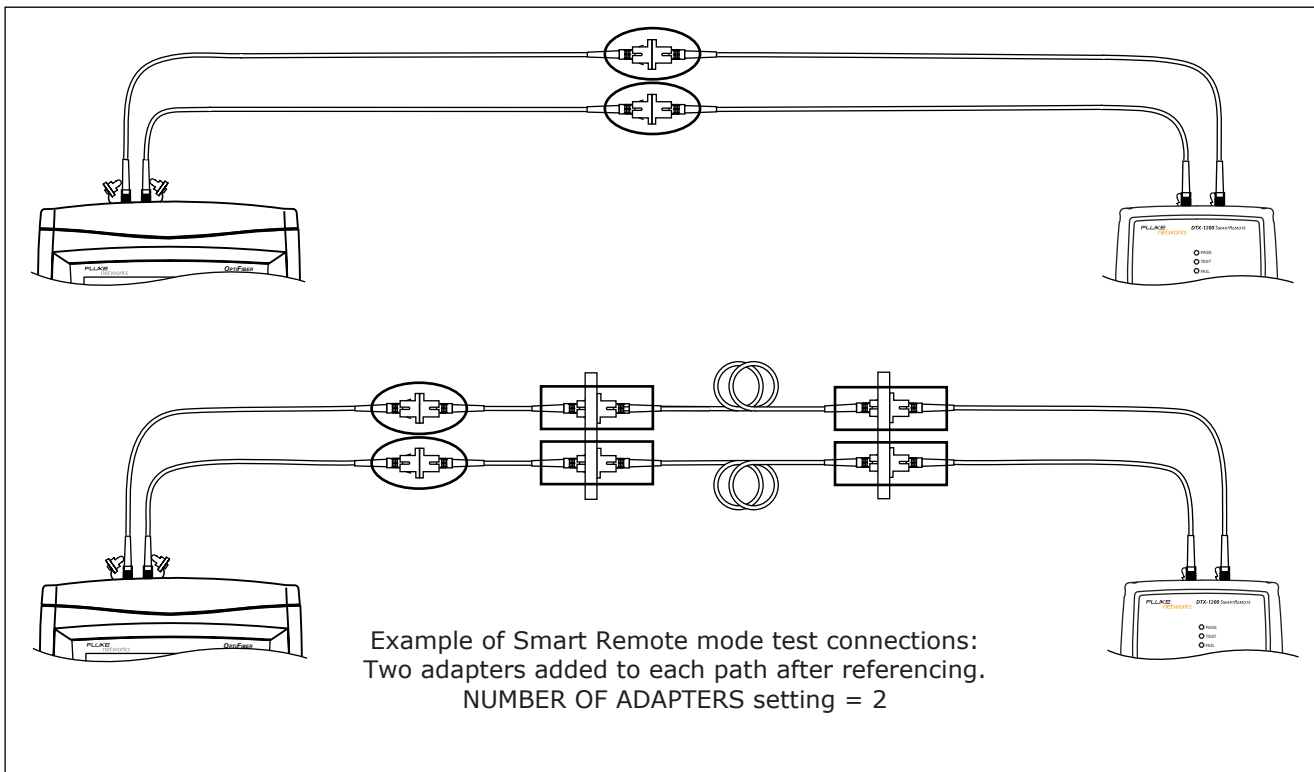 FLUKE
networks
OPTIFIBER
FLUKE
networks
DTX-1200 SMARTREMOTE
PASS
TEST
FAIL
FLUKE
networks
OPTIFIBER
FLUKE
networks
DTX-1200 SMARTREMOTE
PASS
TEST
FAIL
Example of Smart Remote mode test connections:
Two adapters added to each path after referencing.
NUMBER OF ADAPTERS setting = 2